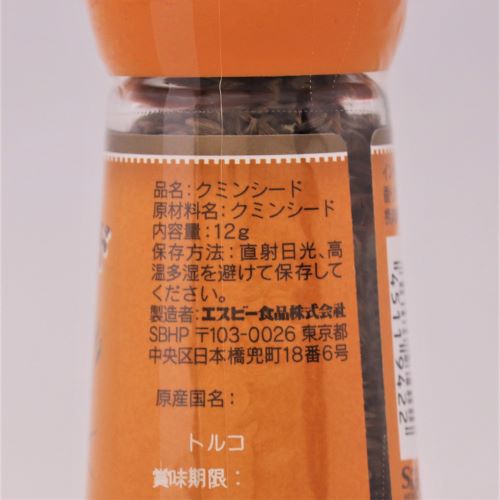 品名：クミンシード
原材料名：クミンシード
内容量：12g
保存方法：直射日光、高
温多湿を避けて保存して
ください。
製造者：エスビー食品株式会社
SBHP 〒103-0026 東京都
中央区日本橋兜町18番6号
原産国名：
トルコ
賞味期限：